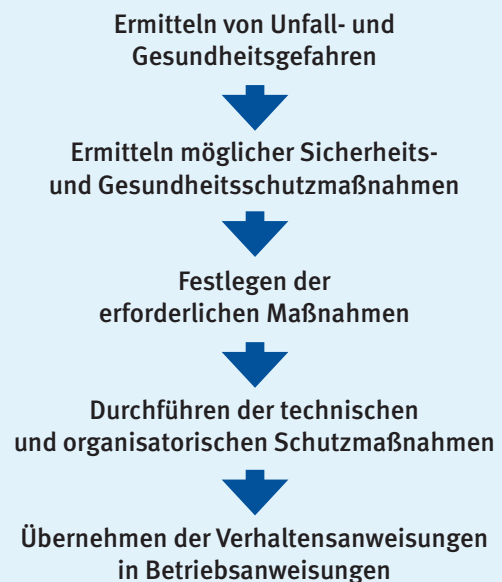 Ermitteln von Unfall- und
Gesundheitsgefahren
Ermitteln möglicher Sicherheits-
und Gesundheitsschutzmaßnahmen
Festlegen der
erforderlichen Maßnahmen
Durchführen der technischen
und organisatorischen Schutzmaßnahmen
Übernehmen der Verhaltensanweisungen
in Betriebsanweisungen